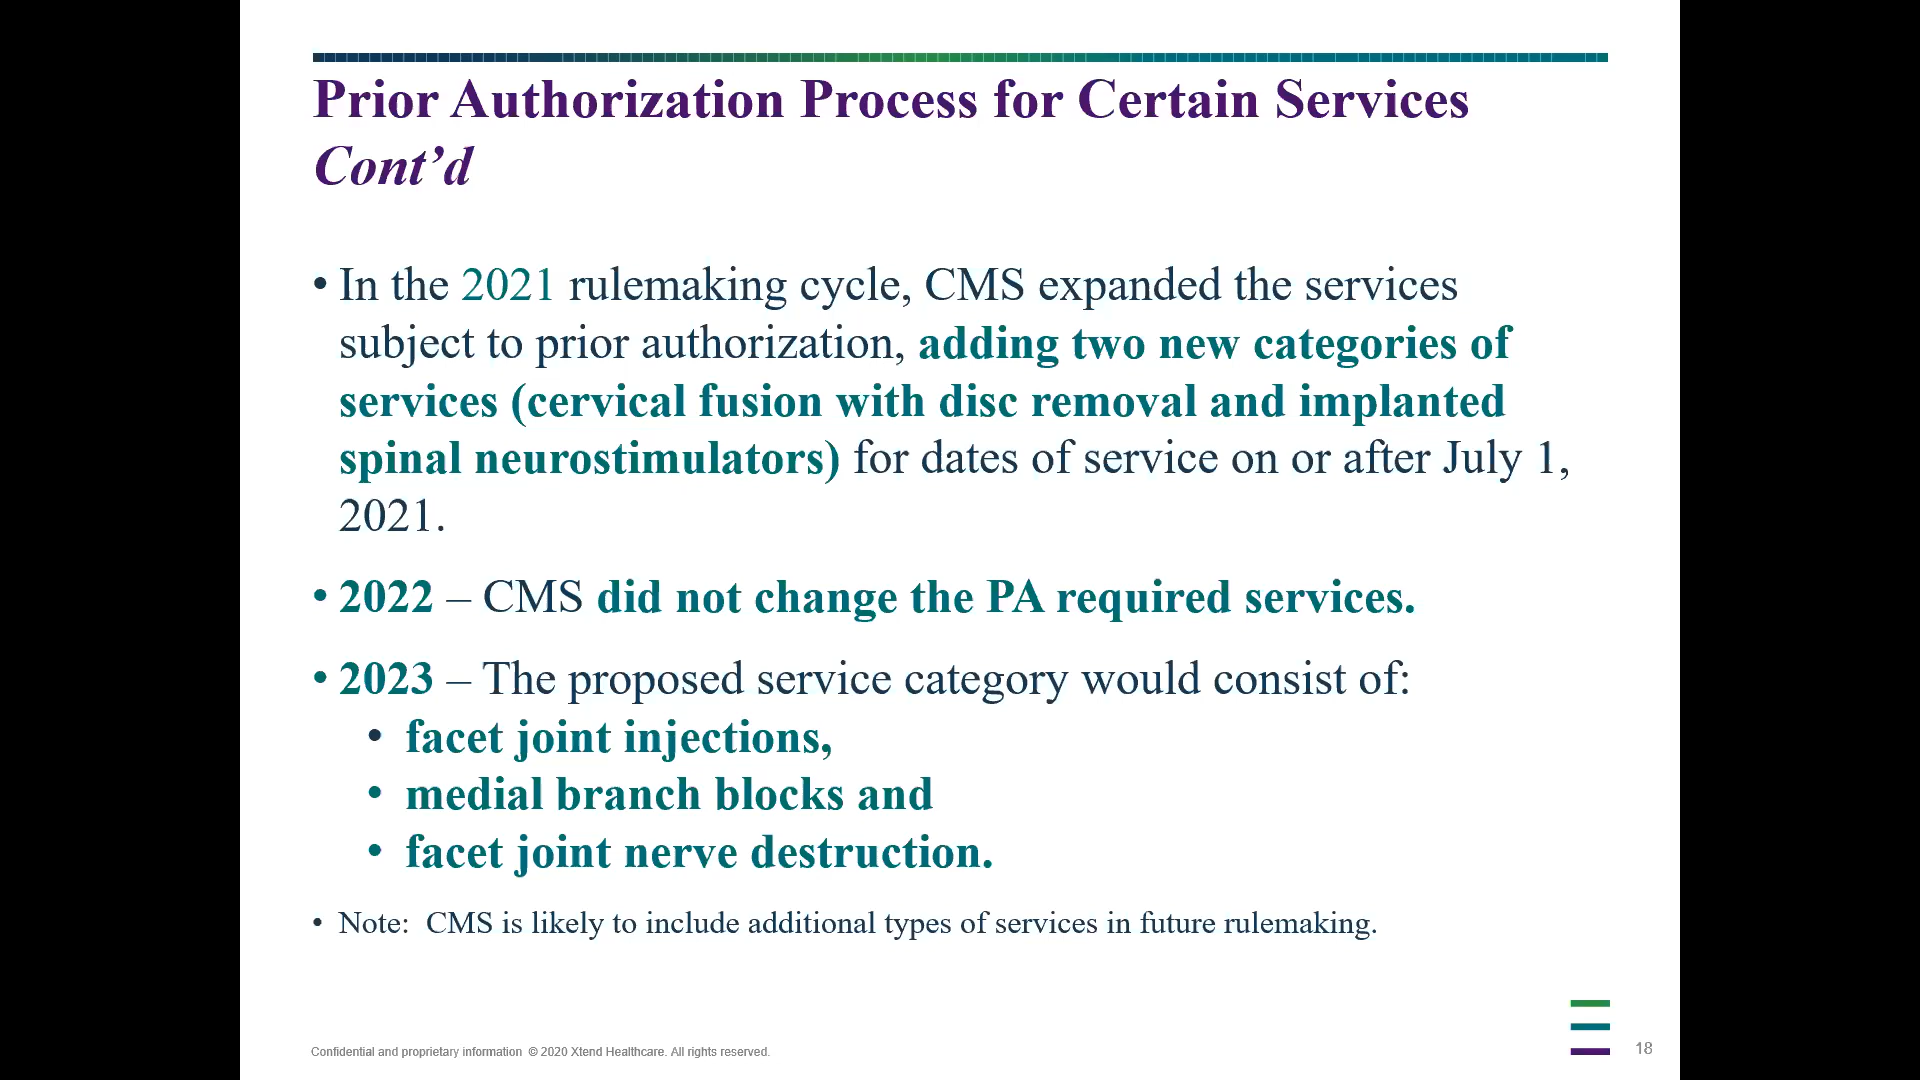 Prior Authorization Process for Certain Services
Cont’d
• In the 2021 rulemaking cycle, CMS expanded the services
subject to prior authorization, adding two new categories of
services (cervical fusion with disc removal and implanted
spinal neurostimulators) for dates of service on or after July 1,
2021.
• 2022 – CMS did not change the PA required services.
• 2023 – The proposed service category would consist of:
• facet joint injections,
• medial branch blocks and
• facet joint nerve destruction.
• Note:  CMS is likely to include additional types of services in future rulemaking.
Confidential and proprietary information  © 2020 Xtend Healthcare. All rights reserved.
18